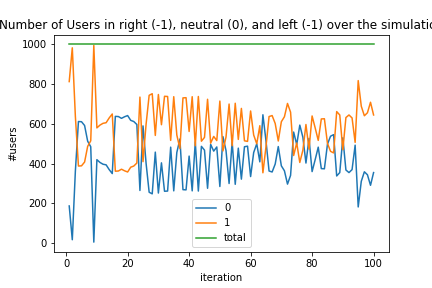 Number of Users in right (-1), neutral (0), and left (-1) over the simulatio
1000
800
600
400
200
0
#users
0
1
total
0 20 40 60 80 100
iteration